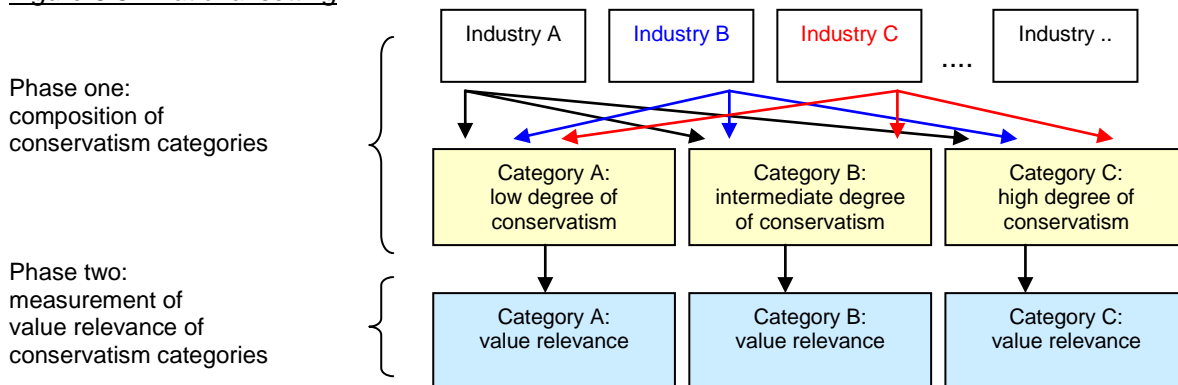 Industry A
Industry B
Industry C
....
Industry ..
Phase one:
composition of
conservatism categories
Category A:
low degree of
conservatism
Category B:
intermediate degree
of conservatism
Category C:
high degree of
conservatism
Phase two:
measurement of
value relevance of
conservatism categories
Category A:
value relevance
Category B:
value relevance
Category C:
value relevance